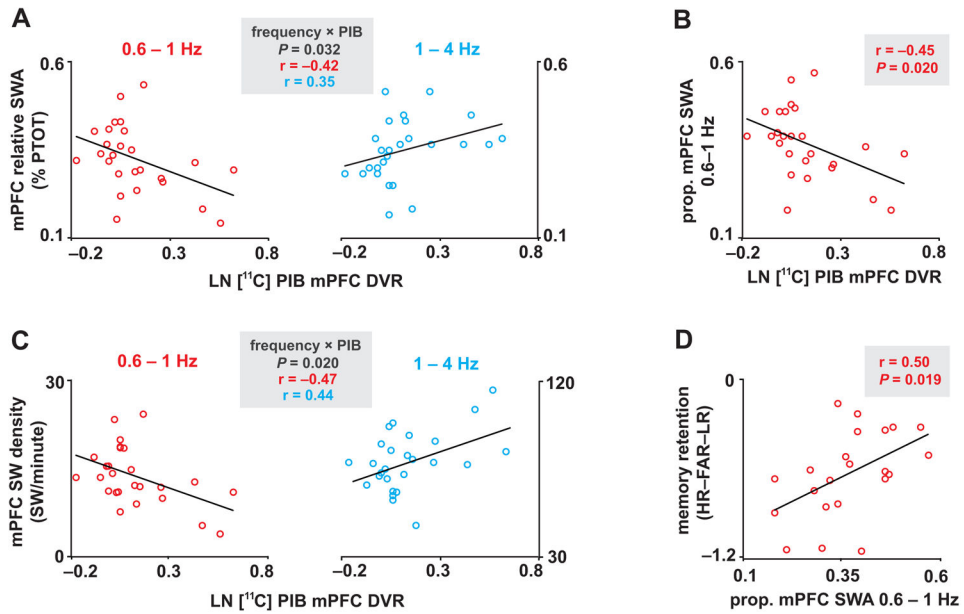 A
0.6 – 1 Hz
frequency × PIB
P = 0.032
r = –0.42
r = 0.35
1 – 4 Hz
mPFC relative SWA
(% PTOT)
0.6
0.1
0.6
0.1
–0.2
0.3
0.8
–0.2
0.3
0.8
LN [¹¹C] PIB mPFC DVR
B
r = –0.45
P = 0.020
prop. mPFC SWA
0.6–1 Hz
0.6
0.1
–0.2
0.3
0.8
LN [¹¹C] PIB mPFC DVR
C
0.6 – 1 Hz
frequency × PIB
P = 0.020
r = –0.47
r = 0.44
1 – 4 Hz
mPFC SW density
(SW/minute)
30
0
120
30
–0.2
0.3
0.8
–0.2
0.3
0.8
LN [¹¹C] PIB mPFC DVR
D
r = 0.50
P = 0.019
memory retention
(HR–FAR–LR)
0
–1.2
0.1
0.35
0.6
prop. mPFC SWA 0.6 – 1 Hz